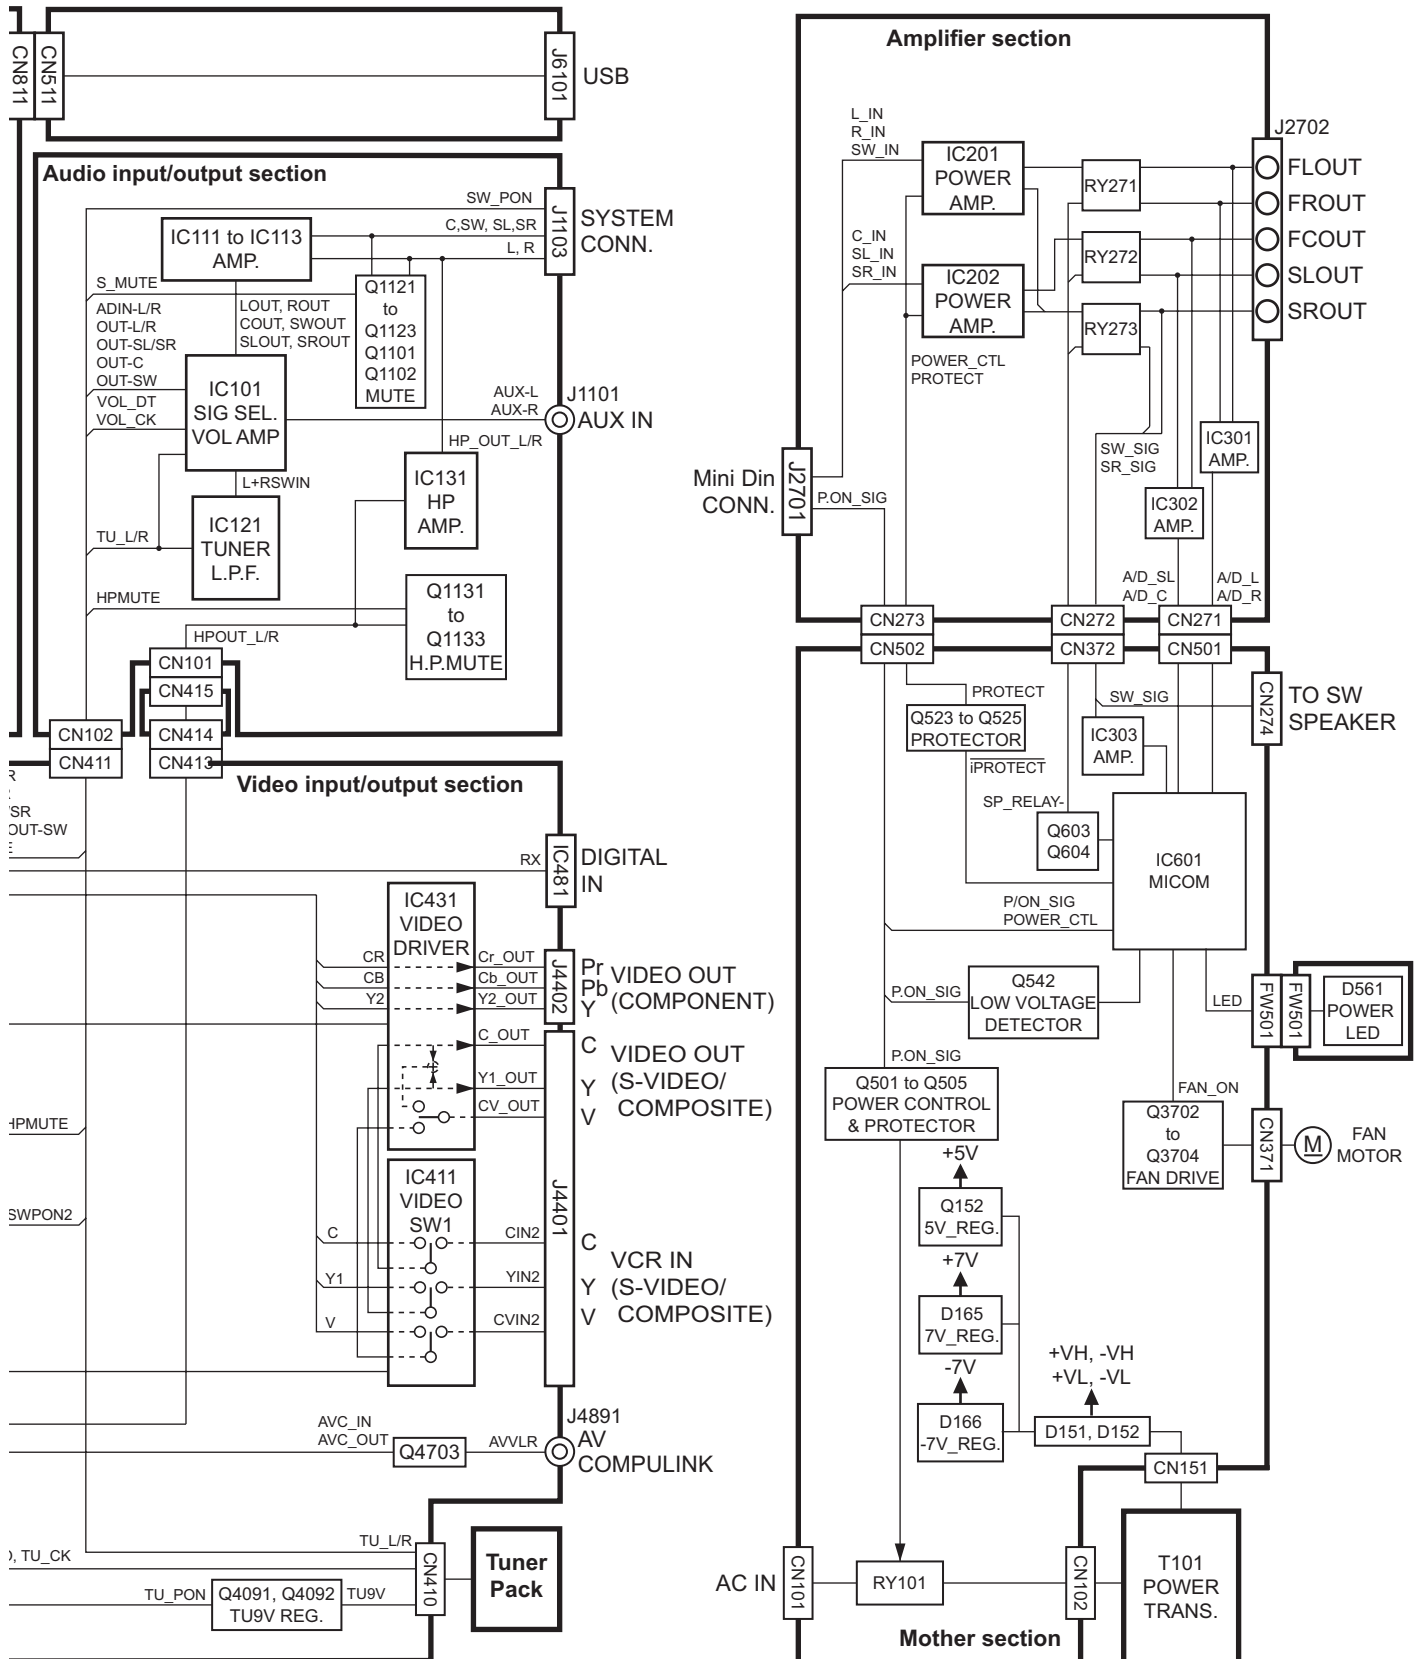 CN811
CN511
J6101
USB
Audio input/output section
SW_PON
C,SW, SL,SR
L, R
J1103
SYSTEM
CONN.
IC111 to IC113
AMP.
S_MUTE
ADIN-L/R
OUT-L/R
OUT-SL/SR
OUT-C
OUT-SW
VOL_DT
VOL_CK
LOUT, ROUT
COUT, SWOUT
SLOUT, SROUT
Q1121
to
Q1123
Q1101
Q1102
MUTE
IC101
SIG SEL.
VOL AMP
AUX-L
AUX-R
J1101
AUX IN
HP_OUT_L/R
L+RSWIN
IC131
HP
AMP.
IC121
TUNER
L.P.F.
TU_L/R
HPMUTE
Q1131
to
Q1133
H.P.MUTE
HPOUT_L/R
CN101
CN415
CN102
CN414
CN411
CN413
Video input/output section
R
/SR
OUT-SW
E
RX
IC481
DIGITAL
IN
IC431
VIDEO
DRIVER
CR
CB
Y2
Cr_OUT
Cb_OUT
Y2_OUT
J4402
Pr
Pb
Y
VIDEO OUT
(COMPONENT)
C_OUT
Y1_OUT
CV_OUT
C
Y
V
VIDEO OUT
(S-VIDEO/
COMPOSITE)
HPMUTE
IC411
VIDEO
SW1
J4401
SWPON2
C
Y1
V
CIN2
YIN2
CVIN2
C
Y
V
VCR IN
(S-VIDEO/
COMPOSITE)
AVC_IN
AVC_OUT
Q4703
AVVLR
J4891
AV
COMPULINK
TU_L/R
, TU_CK
TU_PON
Q4091, Q4092
TU9V REG.
TU9V
CN410
Tuner
Pack
Amplifier section
L_IN
R_IN
SW_IN
IC201
POWER
AMP.
C_IN
SL_IN
SR_IN
IC202
POWER
AMP.
RY271
RY272
RY273
J2702
FLOUT
FROUT
FCOUT
SLOUT
SROUT
POWER_CTL
PROTECT
SW_SIG
SR_SIG
IC301
AMP.
IC302
AMP.
Mini Din
CONN.
J2701
P.ON_SIG
A/D_SL
A/D_C
A/D_L
A/D_R
CN273
CN272
CN271
CN502
CN372
CN501
PROTECT
Q523 to Q525
PROTECTOR
iPROTECT
SW_SIG
CN274
TO SW
SPEAKER
IC303
AMP.
SP_RELAY-
Q603
Q604
IC601
MICOM
P/ON_SIG
POWER_CTL
P.ON_SIG
Q542
LOW VOLTAGE
DETECTOR
LED
FW501
FW501
D561
POWER
LED
P.ON_SIG
Q501 to Q505
POWER CONTROL
& PROTECTOR
FAN_ON
Q3702
to
Q3704
FAN DRIVE
CN371
M
FAN
MOTOR
+5V
Q152
5V_REG.
+7V
D165
7V_REG.
-7V
D166
-7V_REG.
+VH, -VH
+VL, -VL
D151, D152
CN151
AC IN
CN101
RY101
CN102
T101
POWER
TRANS.
Mother section